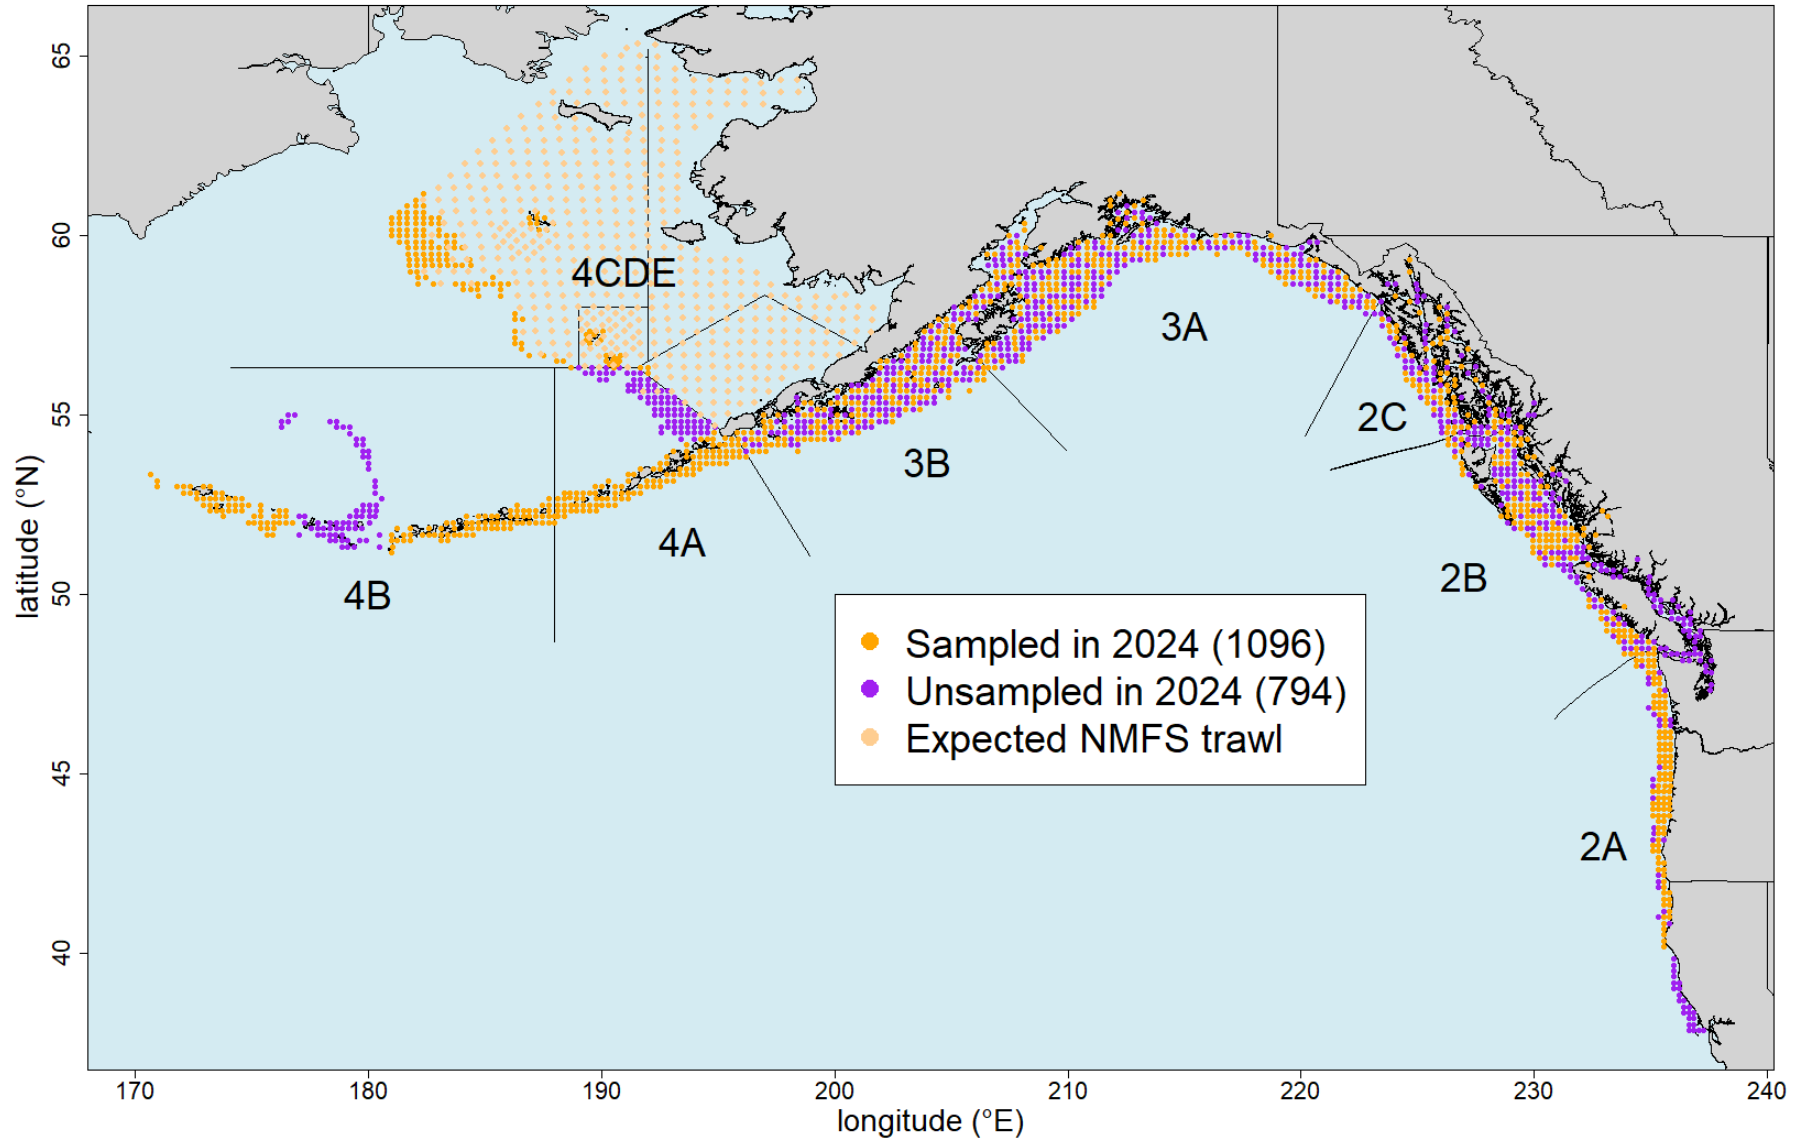 65
60
55
50
45
40
latitude (°N)
4CDE
3A
2C
3B
4A
2B
4B
2A
Sampled in 2024 (1096)
Unsampled in 2024 (794)
Expected NMFS trawl
170
180
190
200
210
220
230
240
longitude (°E)